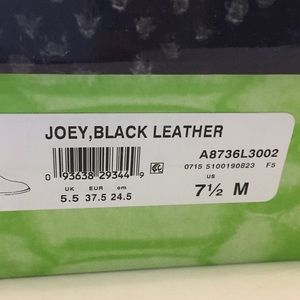 JOEY,BLACK LEATHER
A8736L3002
0 93638 29344 9
0715 5100190823 F5
UK EUR cm US
5.5 37.5 24.5 7½ M